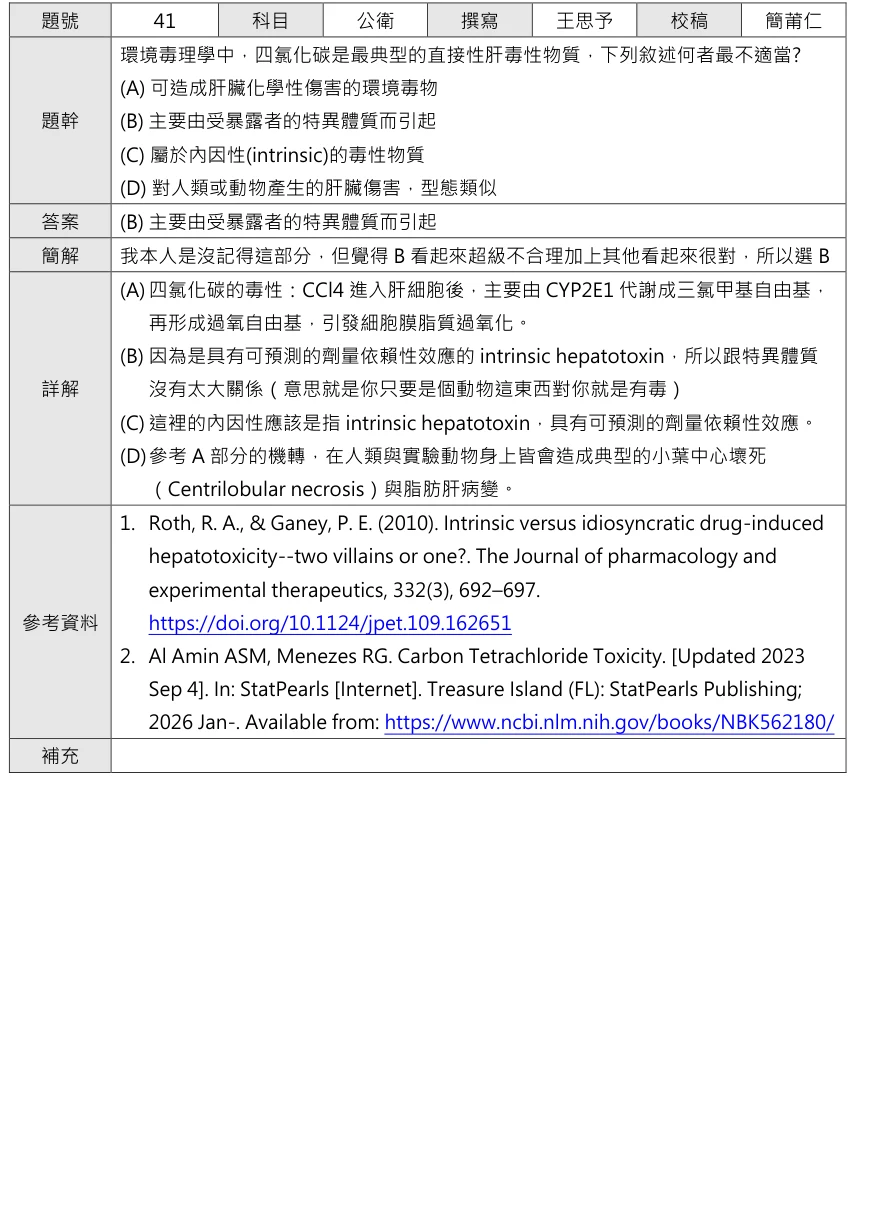 題號 41 科目 公衛 撰寫 王思予 校稿 簡莆仁
題幹
環境毒理學中，四氯化碳是最典型的直接性肝毒性物質，下列敘述何者最不適當?
(A) 可造成肝臟化學性傷害的環境毒物
(B) 主要由受暴露者的特異體質而引起
(C) 屬於內因性(intrinsic)的毒性物質
(D) 對人類或動物產生的肝臟傷害，型態類似
答案 (B) 主要由受暴露者的特異體質而引起
簡解 我本人是沒記得這部分，但覺得 B 看起來超級不合理加上其他看起來很對，所以選 B
詳解
(A) 四氯化碳的毒性：CCl4 進入肝細胞後，主要由 CYP2E1 代謝成三氯甲基自由基，
再形成過氧自由基，引發細胞膜脂質過氧化。
(B) 因為是具有可預測的劑量依賴性效應的 intrinsic hepatotoxin，所以跟特異體質
沒有太大關係（意思就是你只要是個動物這東西對你就是有毒）
(C) 這裡的內因性應該是指 intrinsic hepatotoxin，具有可預測的劑量依賴性效應。
(D) 參考 A 部分的機轉，在人類與實驗動物身上皆會造成典型的小葉中心壞死
（Centrilobular necrosis）與脂肪肝病變。
參考資料
1. Roth, R. A., & Ganey, P. E. (2010). Intrinsic versus idiosyncratic drug-induced
hepatotoxicity--two villains or one?. The Journal of pharmacology and
experimental therapeutics, 332(3), 692–697.
https://doi.org/10.1124/jpet.109.162651
2. Al Amin ASM, Menezes RG. Carbon Tetrachloride Toxicity. [Updated 2023
Sep 4]. In: StatPearls [Internet]. Treasure Island (FL): StatPearls Publishing;
2026 Jan-. Available from: https://www.ncbi.nlm.nih.gov/books/NBK562180/
補充